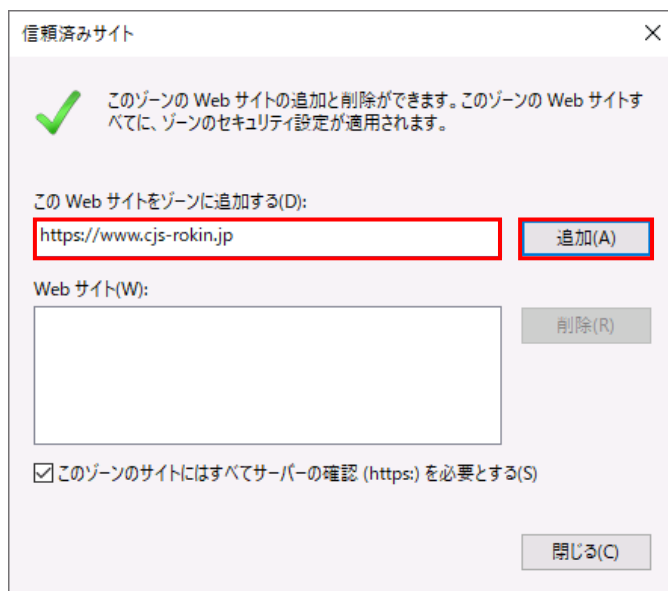 信頼済みサイト
このゾーンの Web サイトの追加と削除ができます。このゾーンの Web サイトす
べてに、ゾーンのセキュリティ設定が適用されます。
この Web サイトをゾーンに追加する(D):
https://www.cjs-rokin.jp
追加(A)
Web サイト(W):
削除(R)
このゾーンのサイトにはすべてサーバーの確認 (https:) を必要とする(S)
閉じる(C)